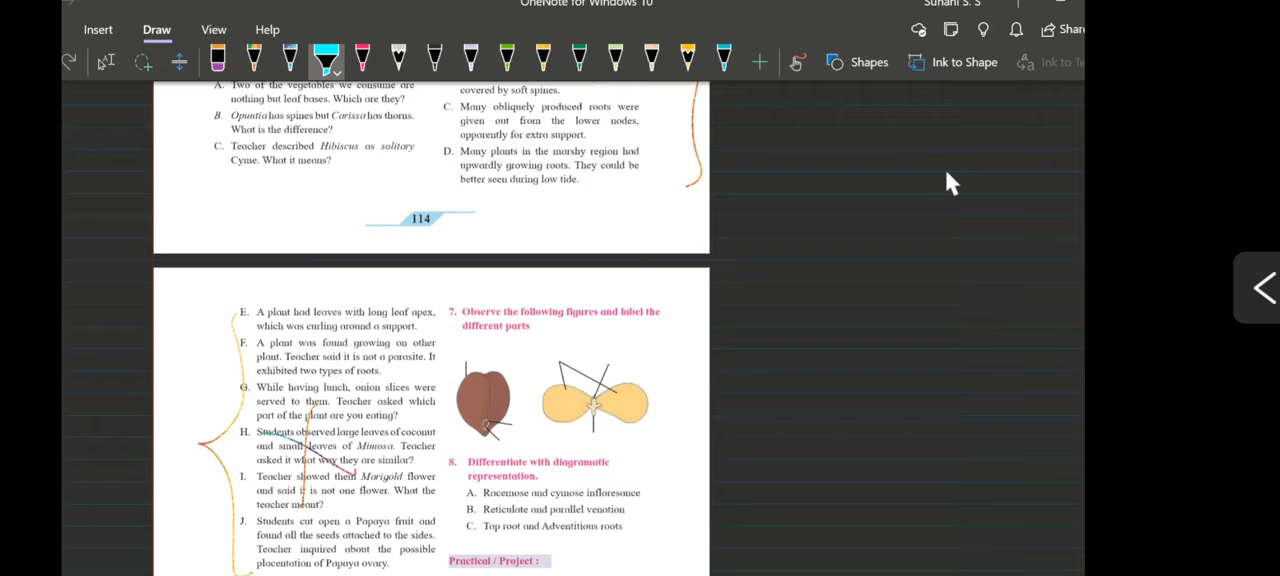 OneNote for Windows 10
Suhani S. S
Insert
Draw
View
Help
Shapes
Ink to Shape
A. Two of the vegetables we consume are
nothing but leaf bases. Which are they?
B. Opuntia has spines but Carissa has thorns.
What is the difference?
C. Teacher described Hibiscus as solitary
Cyme. What it means?
covered by soft spines.
C. Many obliquely produced roots were
given out from the lower nodes,
apparently for extra support.
D. Many plants in the marshy region had
upwardly growing roots. They could be
better seen during low tide.
114
E. A plant had leaves with long leaf apex,
which was curling around a support.
F. A plant was found growing on other
plant. Teacher said it is not a parasite. It
exhibited two types of roots.
G. While having lunch, onion slices were
served to them. Teacher asked which
part of the plant are you eating?
H. Students observed large leaves of coconut
and small leaves of Mimosa. Teacher
asked it what why they are similar?
I. Teacher showed them Marigold flower
and said it is not one flower. What the
teacher meant?
J. Students cut open a Papaya fruit and
found all the seeds attached to the sides.
Teacher inquired about the possible
placentation of Papaya ovary.
7. Observe the following figures and label the
different parts
8. Differentiate with diagramatic
representation.
A. Racemose and cymose infloresance
B. Reticulate and parallel venation
C. Tap root and Adventitious roots
Practical / Project :